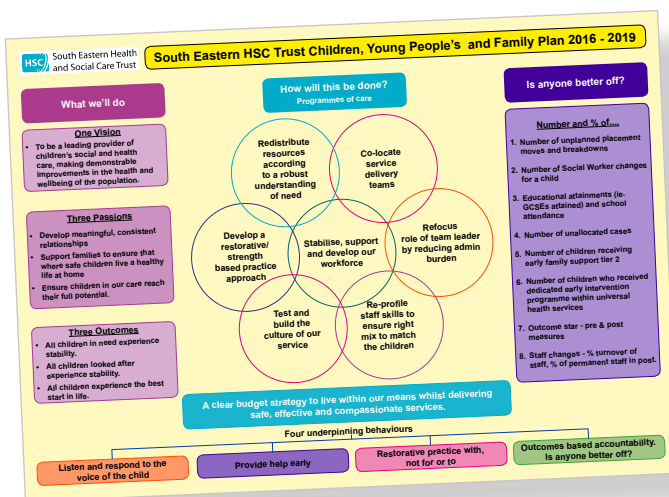 HSC South Eastern Health
and Social Care Trust
South Eastern HSC Trust Children, Young People's and Family Plan 2016 - 2019
What we'll do
One Vision
• To be a leading provider of
children's social and health
care, making demonstrable
improvements in the health and
wellbeing of the population.
Three Passions
• Develop meaningful, consistent
relationships
• Support families to ensure that
where safe children live a healthy
life at home
• Ensure children in our care reach
their full potential.
Three Outcomes
• All children in need experience
stability.
• All children looked after
experience stability.
• All children experience the best
start in life.
How will this be done?
Programmes of care
Redistribute
resources
according
to a robust
understanding
of need
Co-locate
service
delivery
teams
Develop a
restorative/
strength
based practice
approach
Stabilise, support
and develop our
workforce
Refocus
role of team leader
by reducing admin
burden
Test and
build the
culture of our
service
Re-profile
staff skills to
ensure right
mix to match
the children
Is anyone better off?
Number and % of....
1. Number of unplanned placement
moves and breakdowns
2. Number of Social Worker changes
for a child
3. Educational attainments (ie-
GCSEs attained) and school
attendance
4. Number of unallocated cases
5. Number of children receiving
early family support tier 2
6. Number of children who received
dedicated early intervention
programme within universal
health services
7. Outcome star - pre & post
measures
8. Staff changes - % turnover of
staff, % of permanent staff in post.
A clear budget strategy to live within our means whilst delivering
safe, effective and compassionate services.
Four underpinning behaviours
Listen and respond to the
voice of the child
Provide help early
Restorative practice with,
not for or to
Outcomes based accountability.
Is anyone better off?